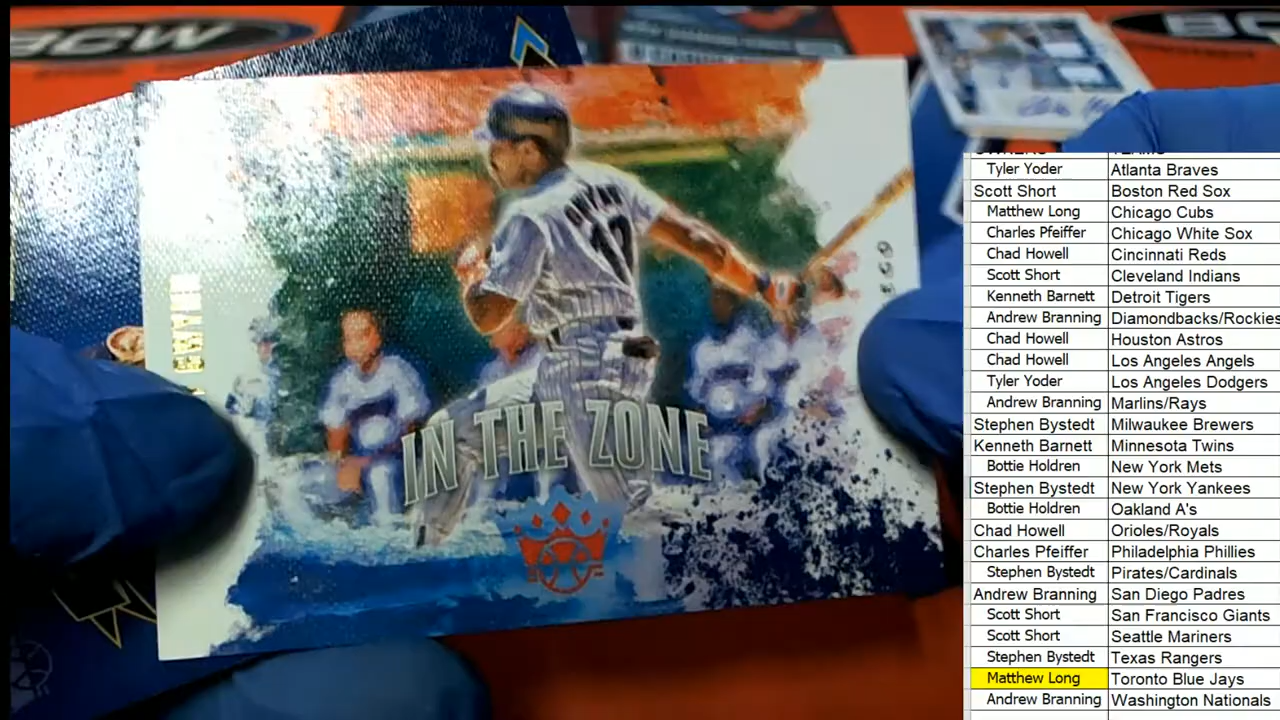 BCW
BC
17
IN THE ZONE
Tyler Yoder Atlanta Braves
Scott Short Boston Red Sox
Matthew Long Chicago Cubs
Charles Pfeiffer Chicago White Sox
Chad Howell Cincinnati Reds
Scott Short Cleveland Indians
Kenneth Barnett Detroit Tigers
Andrew Branning Diamondbacks/Rockies
Chad Howell Houston Astros
Chad Howell Los Angeles Angels
Tyler Yoder Los Angeles Dodgers
Andrew Branning Marlins/Rays
Stephen Bystedt Milwaukee Brewers
Kenneth Barnett Minnesota Twins
Bottie Holdren New York Mets
Stephen Bystedt New York Yankees
Bottie Holdren Oakland A's
Chad Howell Orioles/Royals
Charles Pfeiffer Philadelphia Phillies
Stephen Bystedt Pirates/Cardinals
Andrew Branning San Diego Padres
Scott Short San Francisco Giants
Scott Short Seattle Mariners
Stephen Bystedt Texas Rangers
Matthew Long Toronto Blue Jays
Andrew Branning Washington Nationals